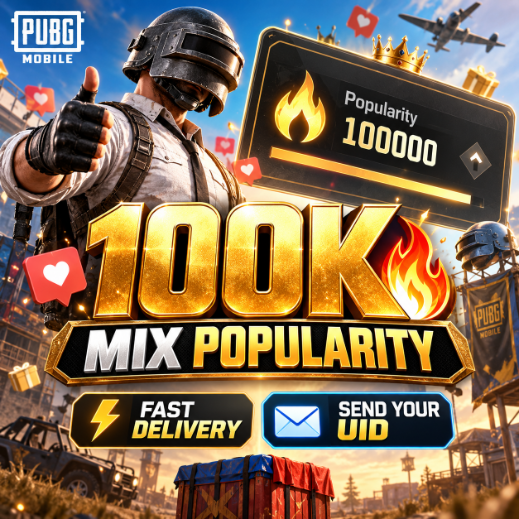 PUBG
MOBILE
Popularity
100000
100K
MIX POPULARITY
FAST
DELIVERY
SEND YOUR
UID
PUBG
MOBILE